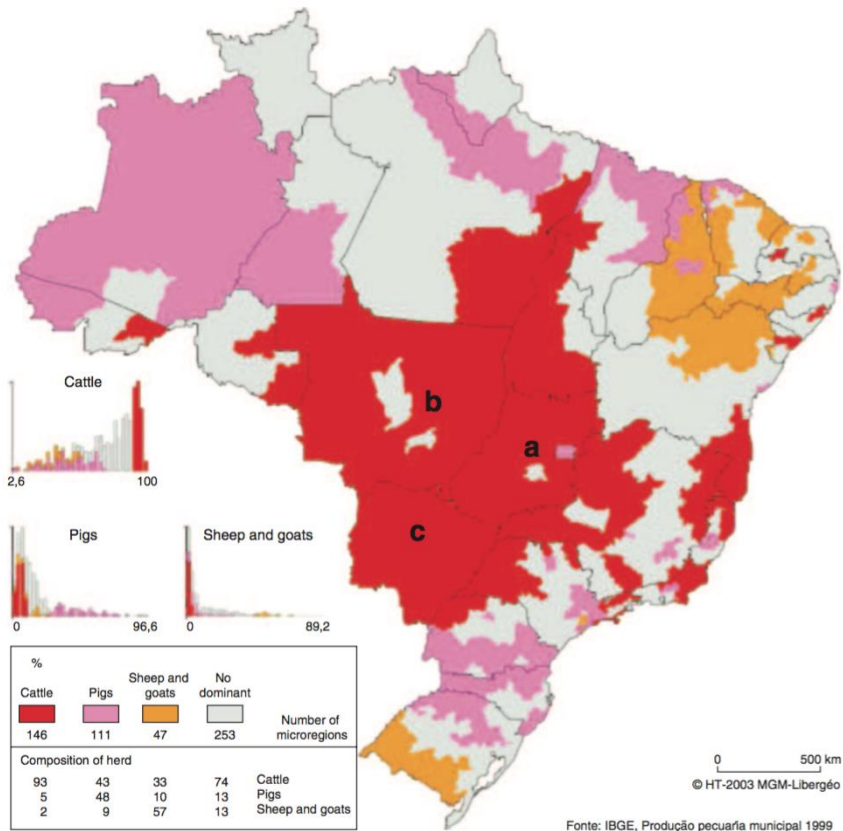 b
a
c
Cattle
2,6 100
Pigs
0 96,6
Sheep and goats
0 89,2
%
Cattle Pigs Sheep and goats No dominant
146 111 47 253 Number of microregions
Composition of herd
93 43 33 74 Cattle
5 48 10 13 Pigs
2 9 57 13 Sheep and goats
0 500 km
© HT-2003 MGM-Libergéo
Fonte: IBGE, Produção pecuarìa municipal 1999